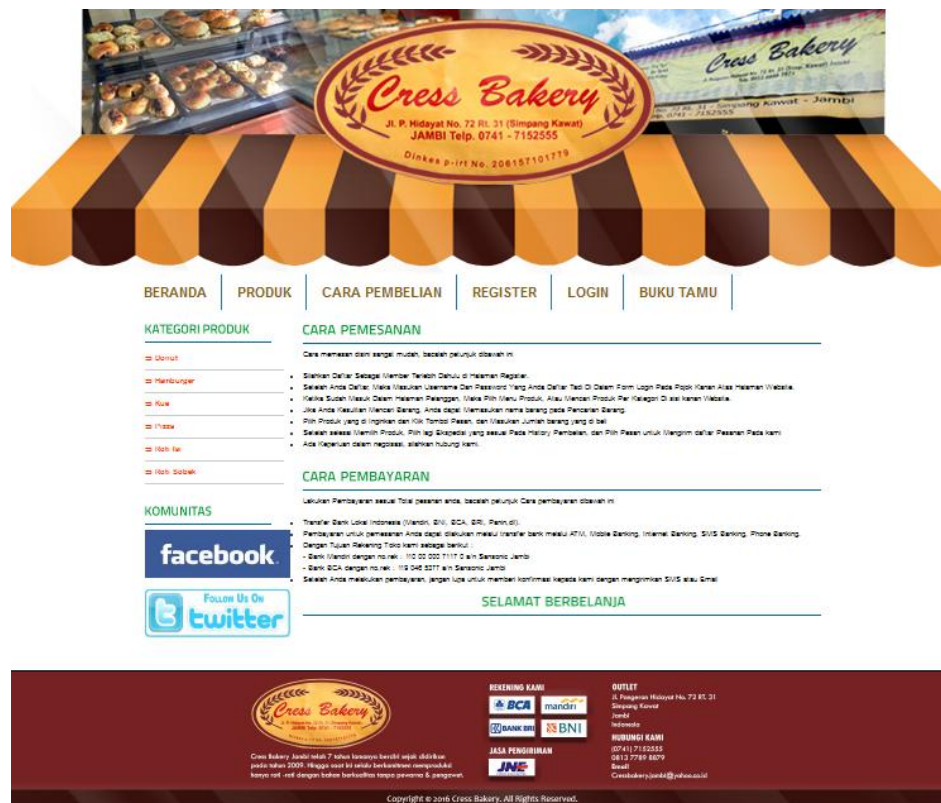 Cress Bakery
Jl. P. Hidayat No. 72 Rt. 31 (Simpang Kawat)
JAMBI Telp. 0741 - 7152555
Dinkes p-irt No. 206157101779
Cress Bakery
Simpang Kawat - Jambi
BERANDA PRODUK CARA PEMBELIAN REGISTER LOGIN BUKU TAMU
KATEGORI PRODUK
Donut
Hamburger
Kue
Pizza
Roti Sobek
KOMUNITAS
facebook
Follow Us On
twitter
CARA PEMESANAN
Cara memesan disini sangat mudah, bacalah petunjuk dibawah ini
Silahkan Daftar Sebagai Member Terlebih Dahulu di Halaman Register.
Setelah Anda Daftar, Maka Masukan Username Dan Password Yang Anda Daftar Tadi Di Dalam Form Login Pada Pojok Kanan Atas Halaman Website.
Ketika Sudah Masuk Dalam Halaman Pelanggan, Maka Pilih Menu Produk, Atau Mencari Produk Per Kategori Di sisi kanan Website.
Jika Anda Kesulitan Mencari Barang, Anda dapat Memasukan nama barang pada Pencarian Barang.
Pilih Produk yang di Inginkan dan Klik Tombol Pesan, dan Masukan Jumlah barang yang di beli
Setelah selesai Memilih Produk, Pilih lagi Ekspedisi yang sesuai Pada History Pembelian, dan Pilih Pesan untuk Mengirim daftar Pesanan Pada kami
Ada Keperluan dalam negoisasi, silahkan hubungi kami.
CARA PEMBAYARAN
Lakukan Pembayaran sesuai Total pesanan anda, bacalah petunjuk Cara pembayaran dibawah ini
Transfer Bank Lokal Indonesia (Mandiri, BNI, BCA, BRI, Panin,dll).
Pembayaran untuk pemesanan Anda dapat dilakukan melalui transfer bank melalui ATM, Mobile Banking, Internet Banking, SMS Banking, Phone Banking.
Dengan Tujuan Rekening Toko kami sebagai berikut :
- Bank Mandiri dengan no.rek : 110 00 000 7117 0 a/n Sansonic Jambi
- Bank BCA dengan no.rek : 119 046 5377 a/n Sansonic Jambi
Setelah Anda melakukan pembayaran, jangan lupa untuk memberi konfirmasi kepada kami dengan mengirimkan SMS atau Email
SELAMAT BERBELANJA
Cress Bakery
Cress Bakery Jambi telah 7 tahun lamanya berdiri sejak didirikan
pada tahun 2009. Hingga saat ini selalu berkomitmen memproduksi
hanya roti -roti dengan bahan berkualitas tanpa pewarna & pengawet.
REKENING KAMI
BCA mandiri
BANK BRI BNI
JASA PENGIRIMAN
JNE
OUTLET
Jl. Pangeran Hidayat No. 72 RT. 31
Simpang Kawat
Jambi
Indonesia
HUBUNGI KAMI
(0741) 7152555
0813 7789 8879
Email
Cressbakery.jambi@yahoo.co.id
Copyright © 2016 Cress Bakery. All Rights Reserved.